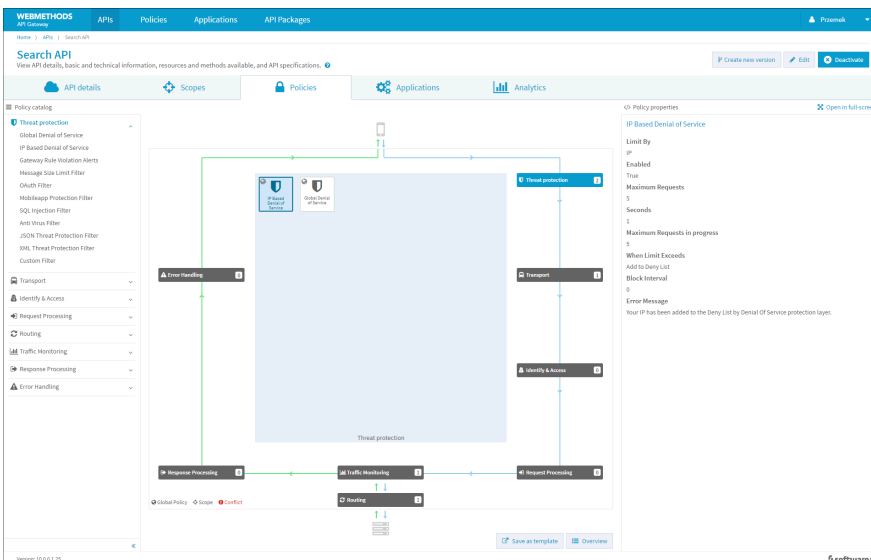 WEBMETHODS
API Gateway
APIs
Policies
Applications
API Packages
Przemek
Home
APIs
Search API
Search API
View API details, basic and technical information, resources and methods available, and API specifications.
Create new version
Edit
Deactivate
API details
Scopes
Policies
Applications
Analytics
Policy catalog
Threat protection
Global Denial of Service
IP Based Denial of Service
Gateway Rule Violation Alerts
Message Size Limit Filter
OAuth Filter
Mobileapp Protection Filter
SQL Injection Filter
Anti Virus Filter
JSON Threat Protection Filter
XML Threat Protection Filter
Custom Filter
Transport
Identify & Access
Request Processing
Routing
Traffic Monitoring
Response Processing
Error Handling
IP Based
Denial of
Service
Global Denial
of Service
Threat protection 2
Error Handling 0
Transport 1
Identify & Access 0
Threat protection
Response Processing 0
Traffic Monitoring
Request Processing 0
Routing
Global Policy
Scope
Conflict
Save as template
Overview
Policy properties
Open in full-scree
IP Based Denial of Service
Limit By
IP
Enabled
True
Maximum Requests
5
Seconds
1
Maximum Requests in progress
5
When Limit Exceeds
Add to Deny List
Block Interval
0
Error Message
Your IP has been added to the Deny List by Denial Of Service protection layer.